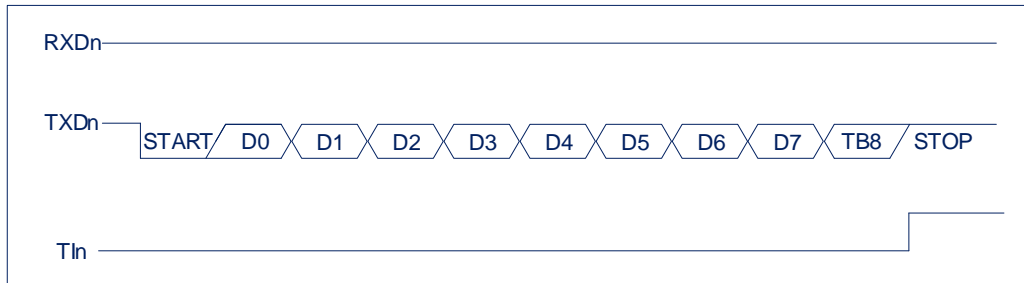 RXDn
TXDn
START D0 D1 D2 D3 D4 D5 D6 D7 TB8 STOP
TIn